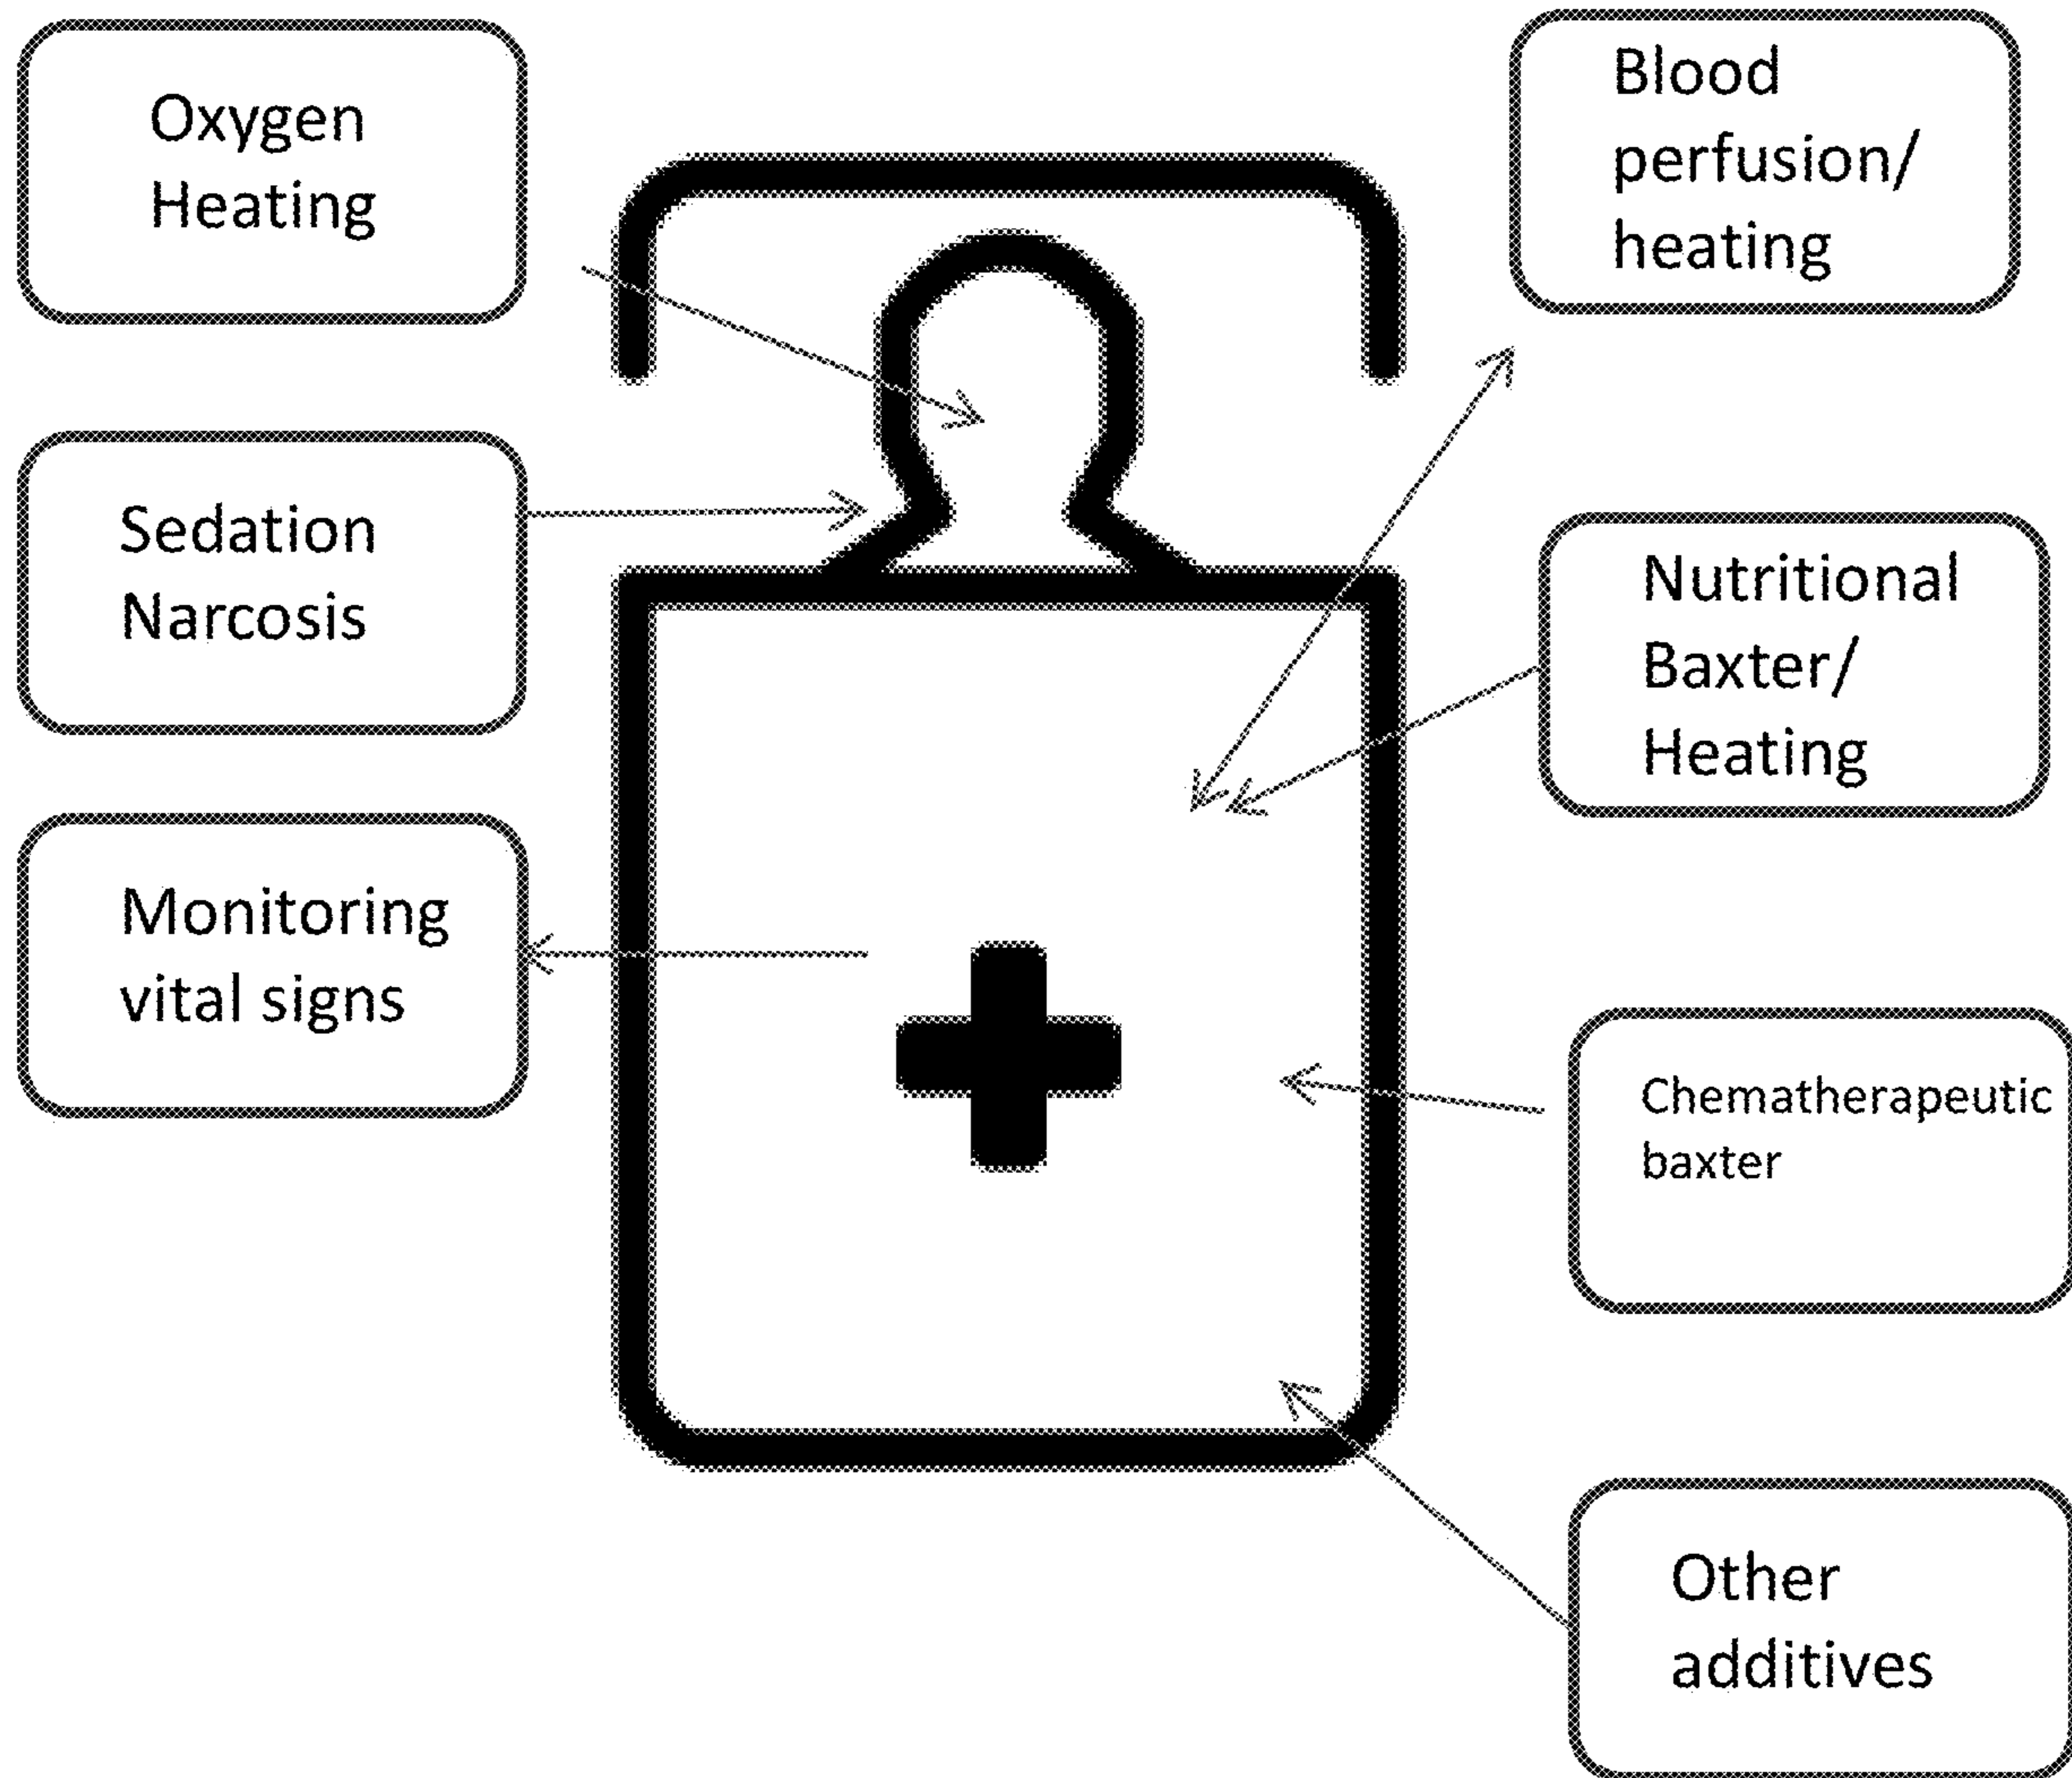 Oxygen
Heating
Sedation
Narcosis
Monitoring
vital signs
Blood
perfusion/
heating
Nutritional
Baxter/
Heating
Chematherapeutic
baxter
Other
additives